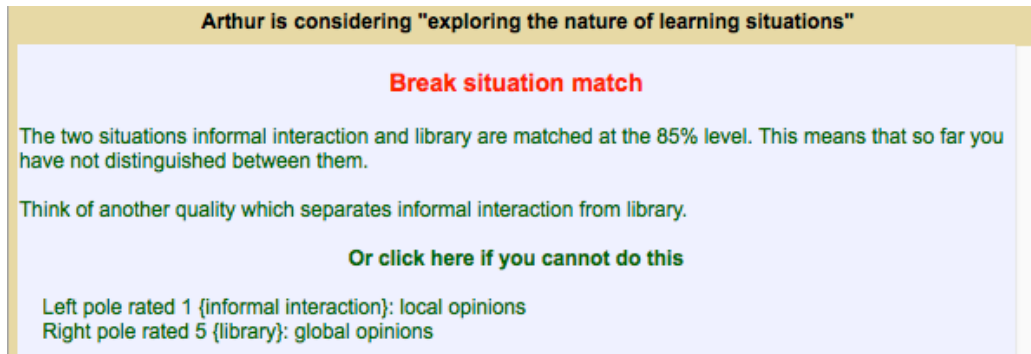 Arthur is considering "exploring the nature of learning situations"
Break situation match
The two situations informal interaction and library are matched at the 85% level. This means that so far you
have not distinguished between them.
Think of another quality which separates informal interaction from library.
Or click here if you cannot do this
Left pole rated 1 {informal interaction}: local opinions
Right pole rated 5 {library}: global opinions